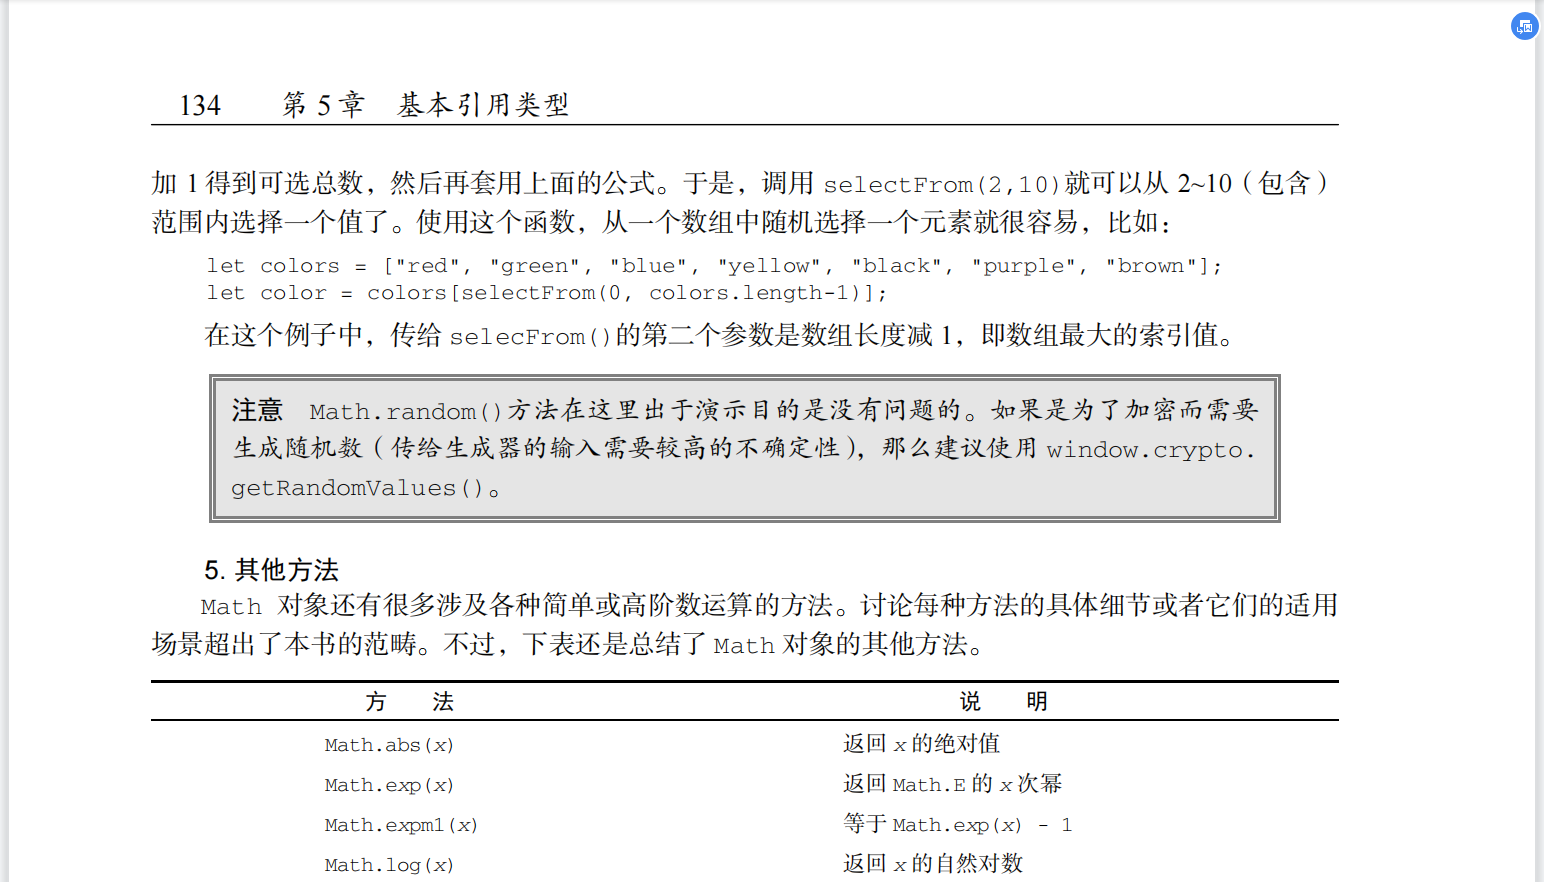 134 第 5 章 基本引用类型
加 1 得到可选总数，然后再套用上面的公式。于是，调用 selectFrom(2,10)就可以从 2~10（包含）
范围内选择一个值了。使用这个函数，从一个数组中随机选择一个元素就很容易，比如：
let colors = ["red", "green", "blue", "yellow", "black", "purple", "brown"];
let color = colors[selectFrom(0, colors.length-1)];
在这个例子中，传给 selecFrom()的第二个参数是数组长度减 1，即数组最大的索引值。
注意 Math.random()方法在这里出于演示目的是没有问题的。如果是为了加密而需要
生成随机数（传给生成器的输入需要较高的不确定性），那么建议使用 window.crypto.
getRandomValues()。
5. 其他方法
Math 对象还有很多涉及各种简单或高阶数运算的方法。讨论每种方法的具体细节或者它们的适用
场景超出了本书的范畴。不过，下表还是总结了 Math 对象的其他方法。
方 法 说 明
Math.abs(x) 返回 x 的绝对值
Math.exp(x) 返回 Math.E 的 x 次幂
Math.expm1(x) 等于 Math.exp(x) - 1
Math.log(x) 返回 x 的自然对数